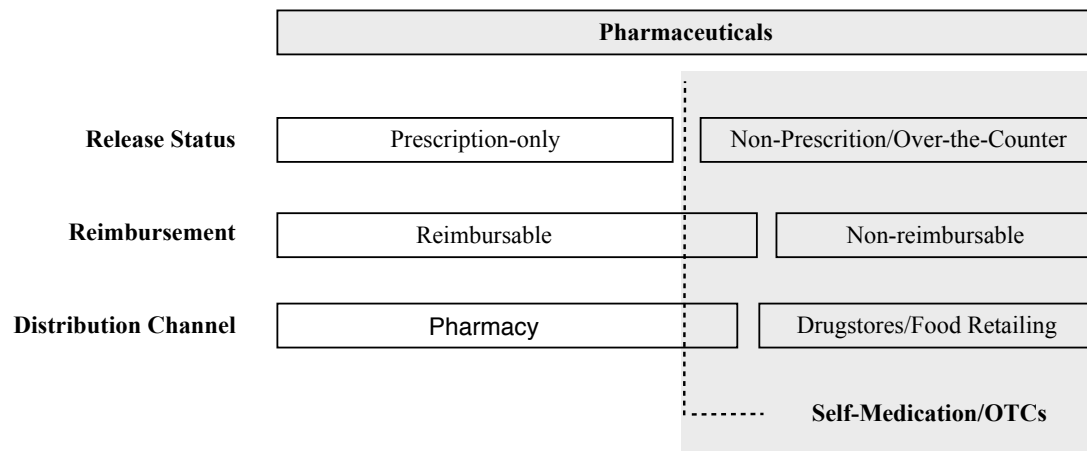 Pharmaceuticals
Release Status
Prescription-only
Non-Prescrition/Over-the-Counter
Reimbursement
Reimbursable
Non-reimbursable
Distribution Channel
Pharmacy
Drugstores/Food Retailing
Self-Medication/OTCs